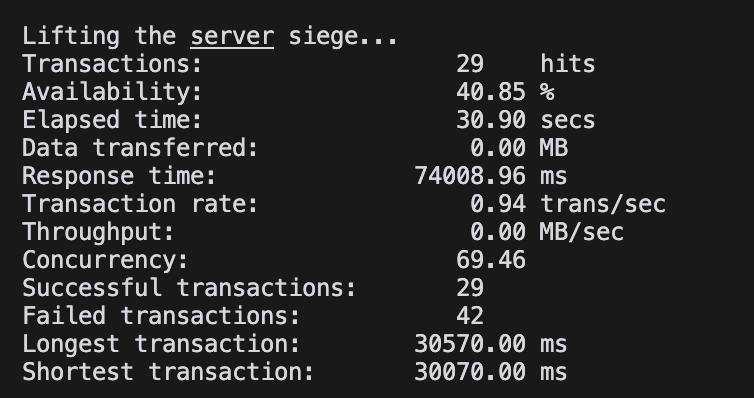 Lifting the server siege...
Transactions: 29 hits
Availability: 40.85 %
Elapsed time: 30.90 secs
Data transferred: 0.00 MB
Response time: 74008.96 ms
Transaction rate: 0.94 trans/sec
Throughput: 0.00 MB/sec
Concurrency: 69.46
Successful transactions: 29
Failed transactions: 42
Longest transaction: 30570.00 ms
Shortest transaction: 30070.00 ms